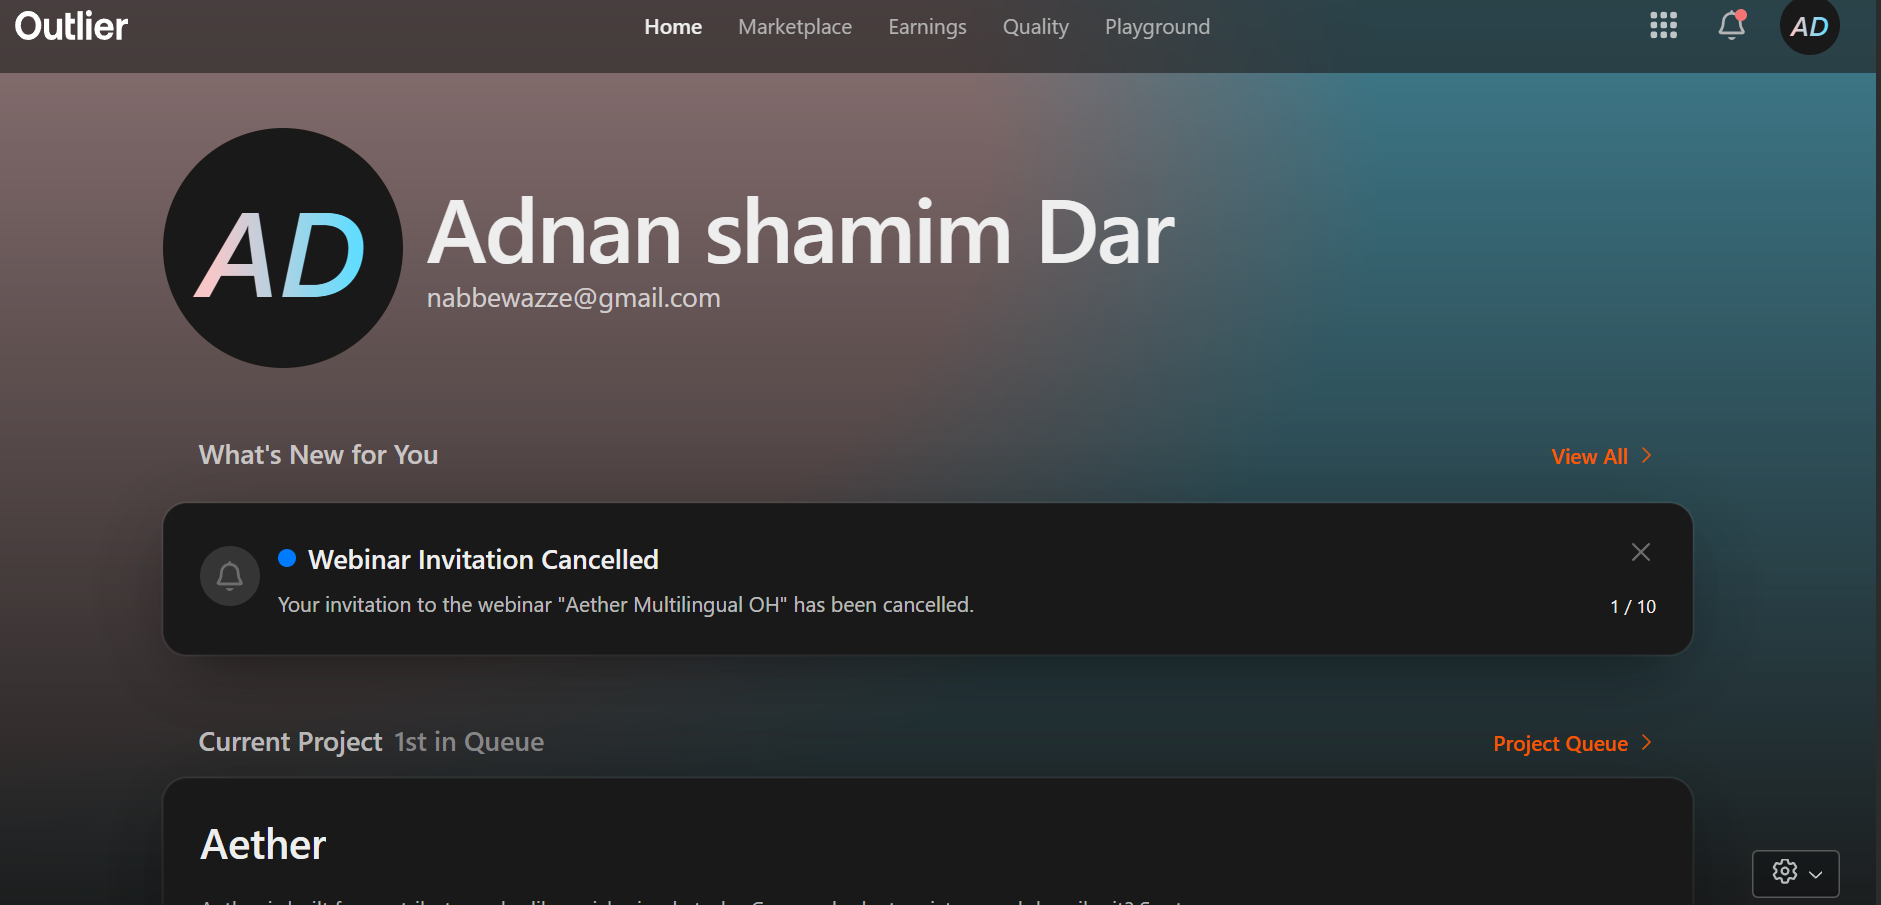 Outlier
Home Marketplace Earnings Quality Playground
AD
AD
Adnan shamim Dar
nabbewazze@gmail.com
What's New for You
View All
Webinar Invitation Cancelled
Your invitation to the webinar "Aether Multilingual OH" has been cancelled.
1 / 10
Current Project 1st in Queue
Project Queue
Aether